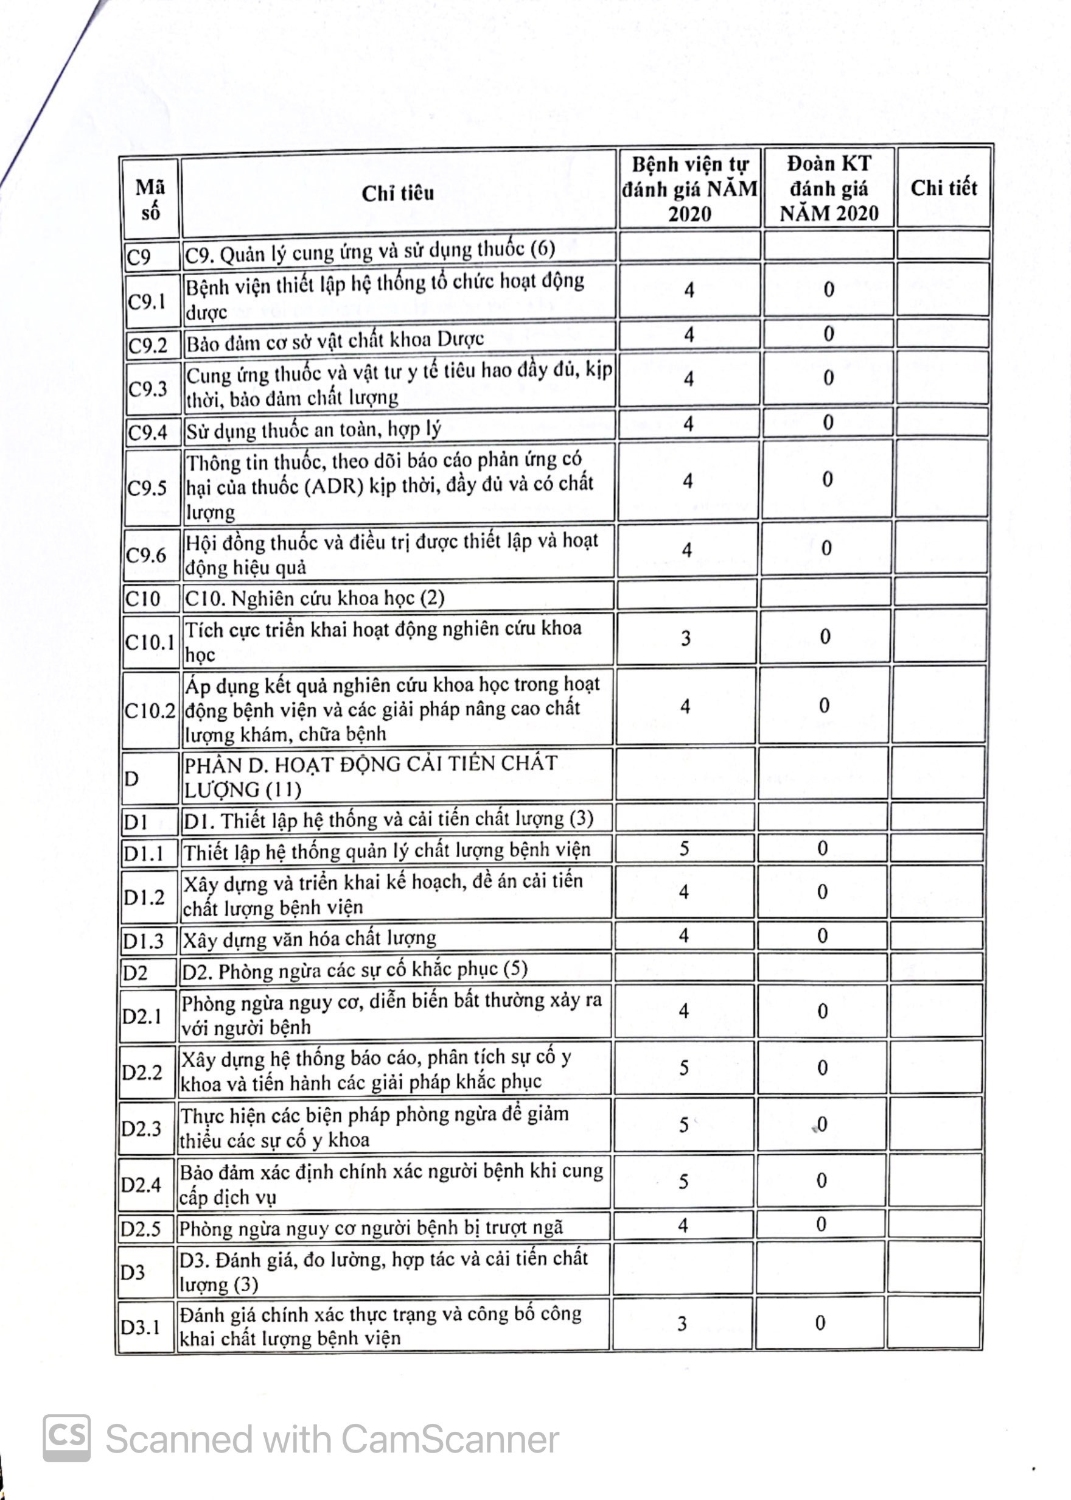 Mã số | Chỉ tiêu | Bệnh viện tự đánh giá NĂM 2020 | Đoàn KT đánh giá NĂM 2020 | Chi tiết
C9 | C9. Quản lý cung ứng và sử dụng thuốc (6)
C9.1 | Bệnh viện thiết lập hệ thống tổ chức hoạt động dược | 4 | 0
C9.2 | Bảo đảm cơ sở vật chất khoa Dược | 4 | 0
C9.3 | Cung ứng thuốc và vật tư y tế tiêu hao đầy đủ, kịp thời, bảo đảm chất lượng | 4 | 0
C9.4 | Sử dụng thuốc an toàn, hợp lý | 4 | 0
C9.5 | Thông tin thuốc, theo dõi báo cáo phản ứng có hại của thuốc (ADR) kịp thời, đầy đủ và có chất lượng | 4 | 0
C9.6 | Hội đồng thuốc và điều trị được thiết lập và hoạt động hiệu quả | 4 | 0
C10 | C10. Nghiên cứu khoa học (2)
C10.1 | Tích cực triển khai hoạt động nghiên cứu khoa học | 3 | 0
C10.2 | Áp dụng kết quả nghiên cứu khoa học trong hoạt động bệnh viện và các giải pháp nâng cao chất lượng khám, chữa bệnh | 4 | 0
D | PHẦN D. HOẠT ĐỘNG CẢI TIẾN CHẤT LƯỢNG (11)
D1 | D1. Thiết lập hệ thống và cải tiến chất lượng (3)
D1.1 | Thiết lập hệ thống quản lý chất lượng bệnh viện | 5 | 0
D1.2 | Xây dựng và triển khai kế hoạch, đề án cải tiến chất lượng bệnh viện | 4 | 0
D1.3 | Xây dựng văn hóa chất lượng | 4 | 0
D2 | D2. Phòng ngừa các sự cố khắc phục (5)
D2.1 | Phòng ngừa nguy cơ, diễn biến bất thường xảy ra với người bệnh | 4 | 0
D2.2 | Xây dựng hệ thống báo cáo, phân tích sự cố y khoa và tiến hành các giải pháp khắc phục | 5 | 0
D2.3 | Thực hiện các biện pháp phòng ngừa để giảm thiểu các sự cố y khoa | 5 | 0
D2.4 | Bảo đảm xác định chính xác người bệnh khi cung cấp dịch vụ | 5 | 0
D2.5 | Phòng ngừa nguy cơ người bệnh bị trượt ngã | 4 | 0
D3 | D3. Đánh giá, đo lường, hợp tác và cải tiến chất lượng (3)
D3.1 | Đánh giá chính xác thực trạng và công bố công khai chất lượng bệnh viện | 3 | 0
CS Scanned with CamScanner